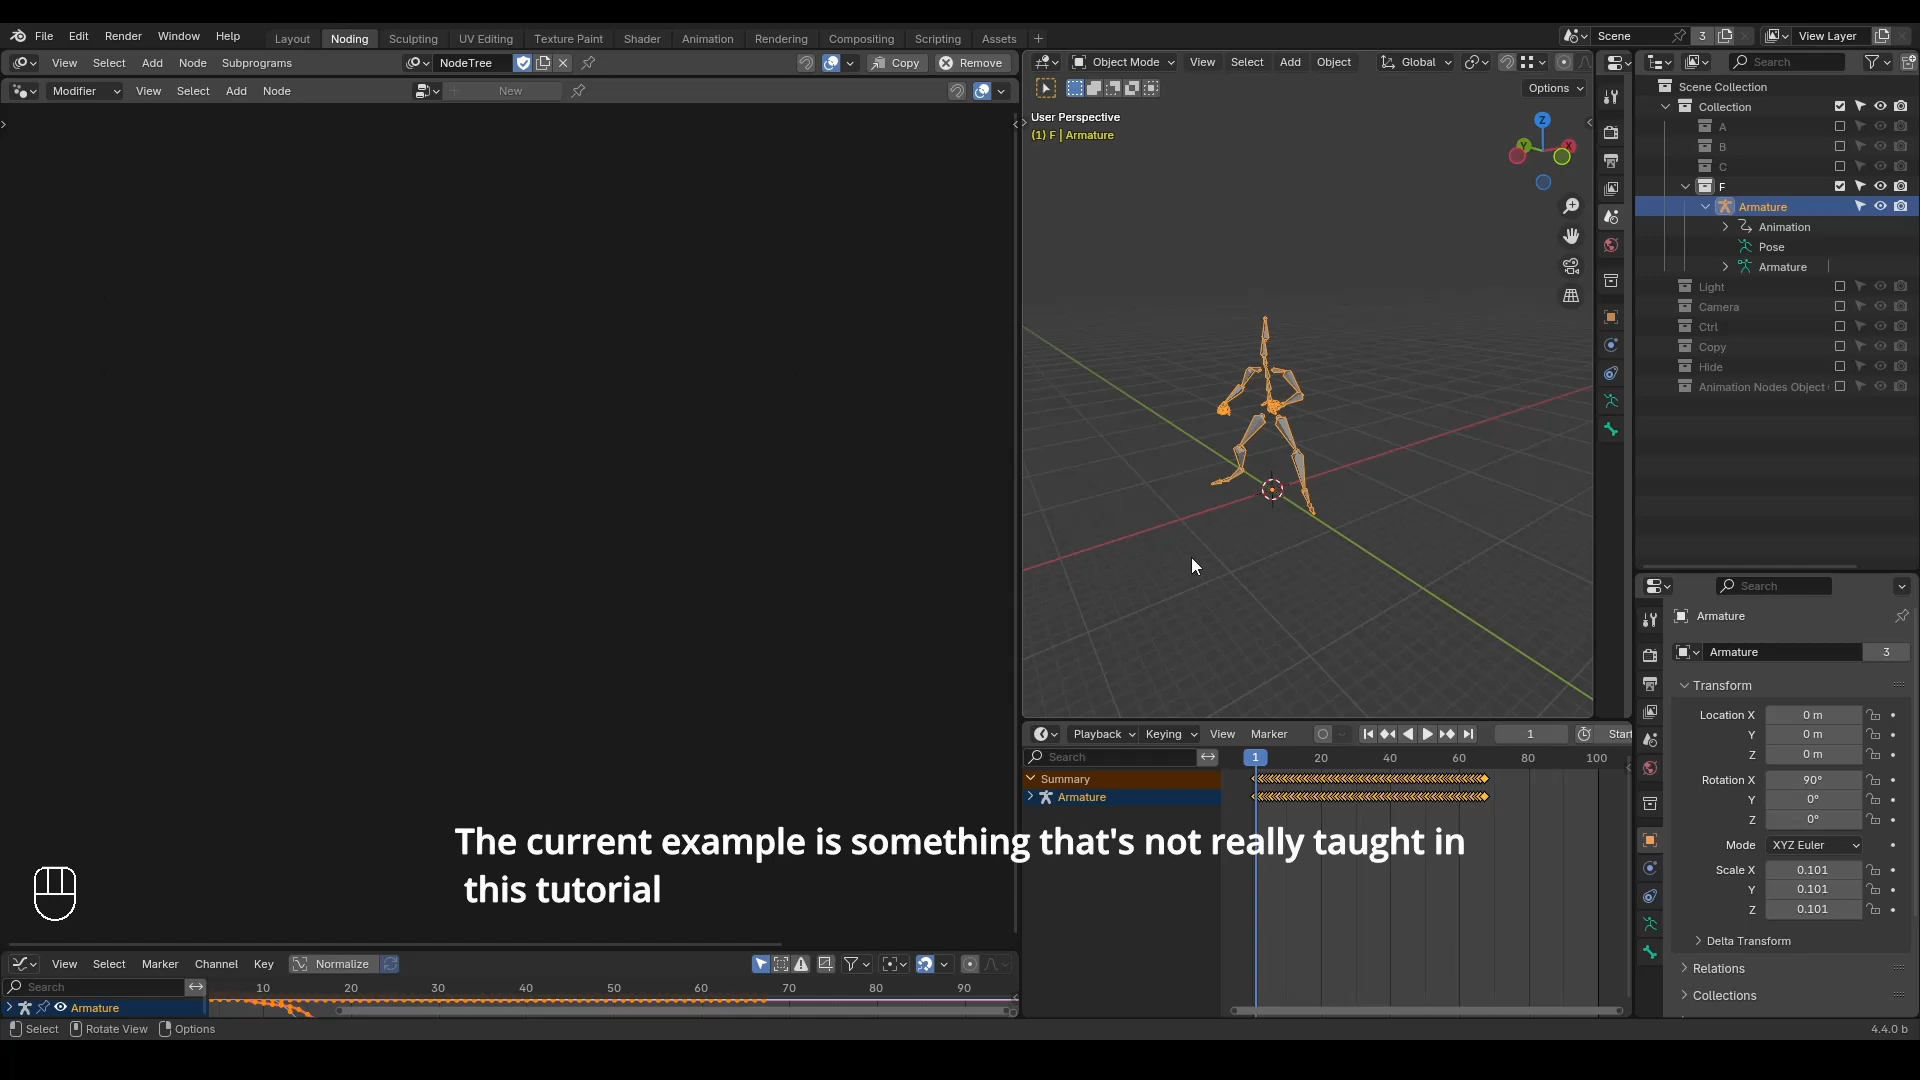 File Edit Render Window Help
Layout Noding Sculpting UV Editing Texture Paint Shader Animation Rendering Compositing Scripting Assets
Scene 3 View Layer
View Select Add Node Subprograms NodeTree Copy Remove
Modifier View Select Add Node New
Object Mode View Select Add Object Global
Options
User Perspective
(1) F | Armature
Z
Y
X
Search
Scene Collection
Collection
A
B
C
F
Armature
Animation
Pose
Armature
Light
Camera
Ctrl
Copy
Hide
Animation Nodes Object
Search
Armature
Armature 3
Transform
Location X 0 m
Y 0 m
Z 0 m
Rotation X 90°
Y 0°
Z 0°
Mode XYZ Euler
Scale X 0.101
Y 0.101
Z 0.101
Delta Transform
Relations
Collections
Playback Keying View Marker 1 Start
Search 1 20 40 60 80 100
Summary
Armature
The current example is something that's not really taught in
this tutorial
View Select Marker Channel Key Normalize
Search 10 20 30 40 50 60 70 80 90
Armature
Select Rotate View Options 4.4.0 b